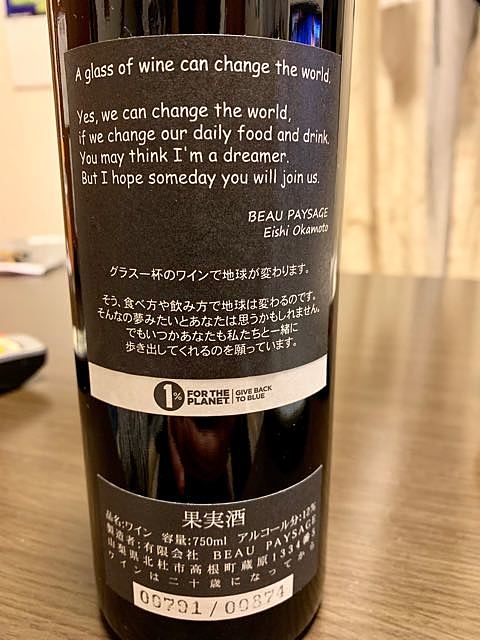 A glass of wine can change the world.
Yes, we can change the world,
if we change our daily food and drink.
You may think I'm a dreamer.
But I hope someday you will join us.
BEAU PAYSAGE
Eishi Okamoto
グラス一杯のワインで地球が変わります。
そう、食べ方や飲み方で地球は変わるのです。
そんなの夢みたいとあなたは思うかもしれません。
でもいつかあなたも私たちと一緒に
歩き出してくれるのを願っています。
1% FOR THE PLANET. GIVE BACK TO BLUE
果実酒
品名:ワイン 容量:750ml アルコール分:12%
製造者:有限会社 BEAU PAYSAGE
山梨県北杜市高根町蔵原1334番5
ワインは二十歳になってから
00791/00874